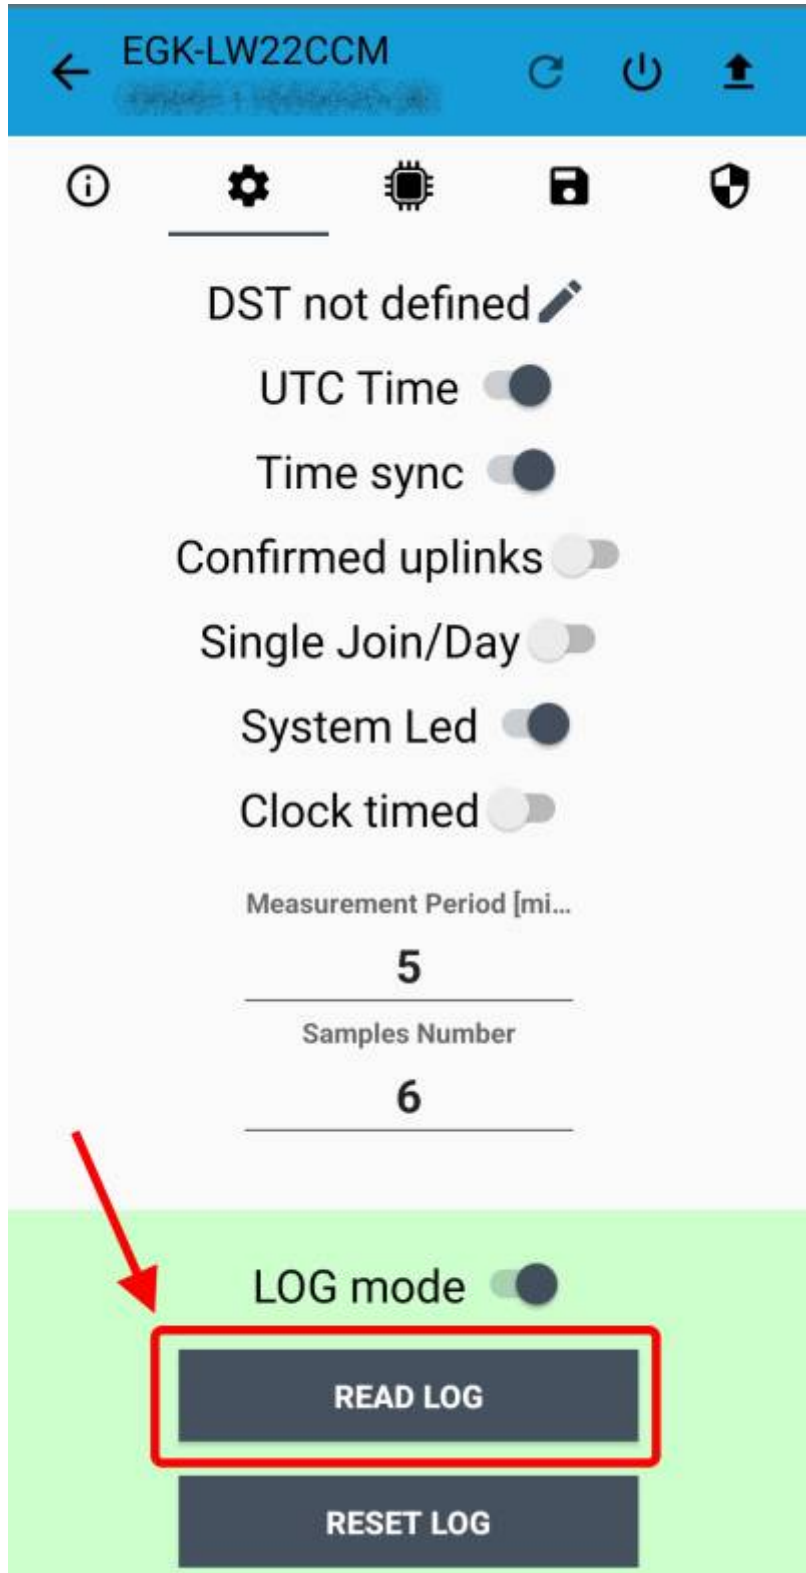 EGK-LW22CCM
DST not defined
UTC Time
Time sync
Confirmed uplinks
Single Join/Day
System Led
Clock timed
Measurement Period [mi...
5
Samples Number
6
LOG mode
READ LOG
RESET LOG